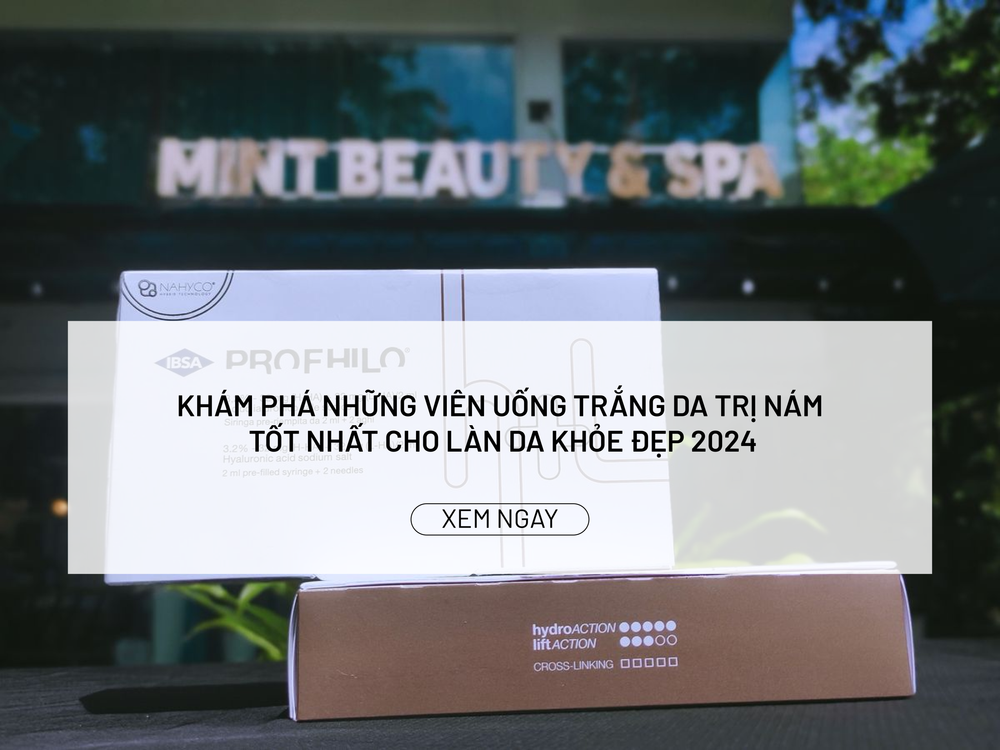 MINT BEAUTY & SPA
NAHYCO®
HYBRID TECHNOLOGY
IBSA PROFHILO®
KHÁM PHÁ NHỮNG VIÊN UỐNG TRẮNG DA TRỊ NÁM
TỐT NHẤT CHO LÀN DA KHỎE ĐẸP 2024
3.2%
Hyaluronic acid sodium salt
2 ml pre-filled syringe + 2 needles
XEM NGAY
hydroACTION
liftACTION
CROSS-LINKING